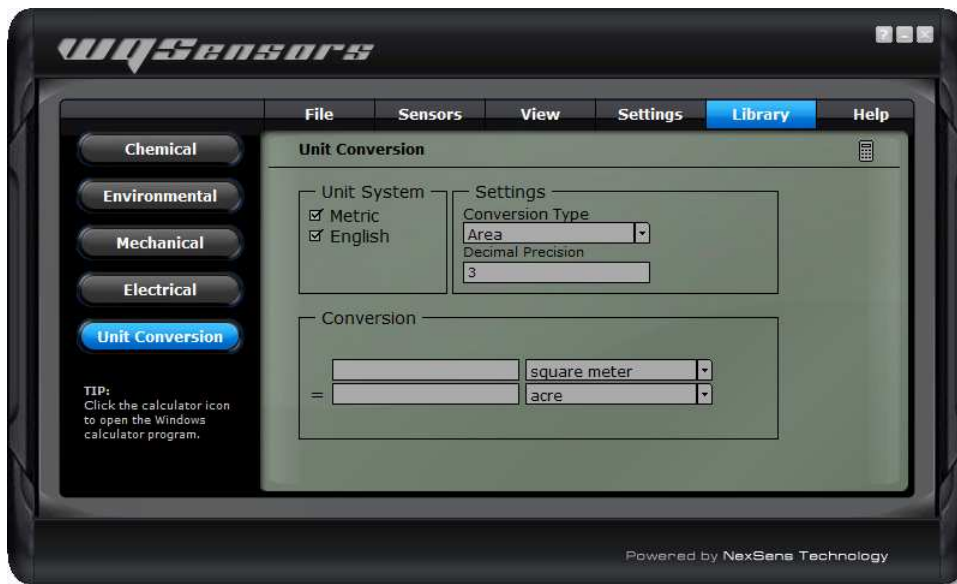 WQSensors
? - x
File Sensors View Settings Library Help
Chemical
Environmental
Mechanical
Electrical
Unit Conversion
TIP:
Click the calculator icon
to open the Windows
calculator program.
Unit Conversion
Unit System
Metric
English
Settings
Conversion Type
Area
Decimal Precision
3
Conversion
square meter
= acre
Powered by NexSens Technology